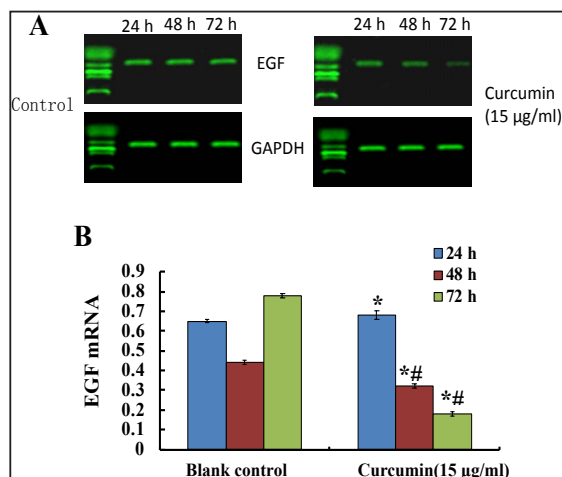 A
24 h 48 h 72 h
24 h 48 h 72 h
EGF
Control
Curcumin
(15 µg/ml)
GAPDH
B
24 h
48 h
72 h
EGF mRNA
0.9
0.8
0.7
0.6
0.5
0.4
0.3
0.2
0.1
0
*
*#
*#
Blank control
Curcumin(15 µg/ml)